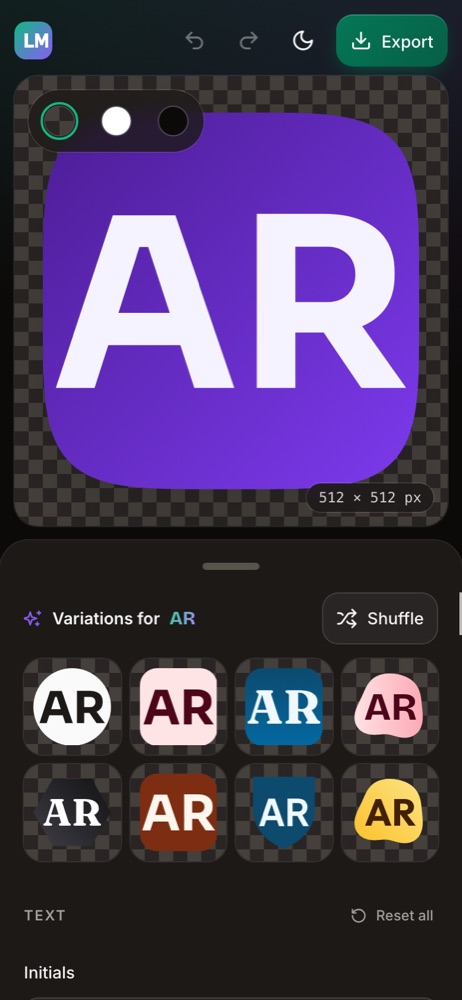 LM
Export
AR
512 × 512 px
Variations for AR
Shuffle
AR AR AR AR
AR AR AR AR
TEXT
Reset all
Initials